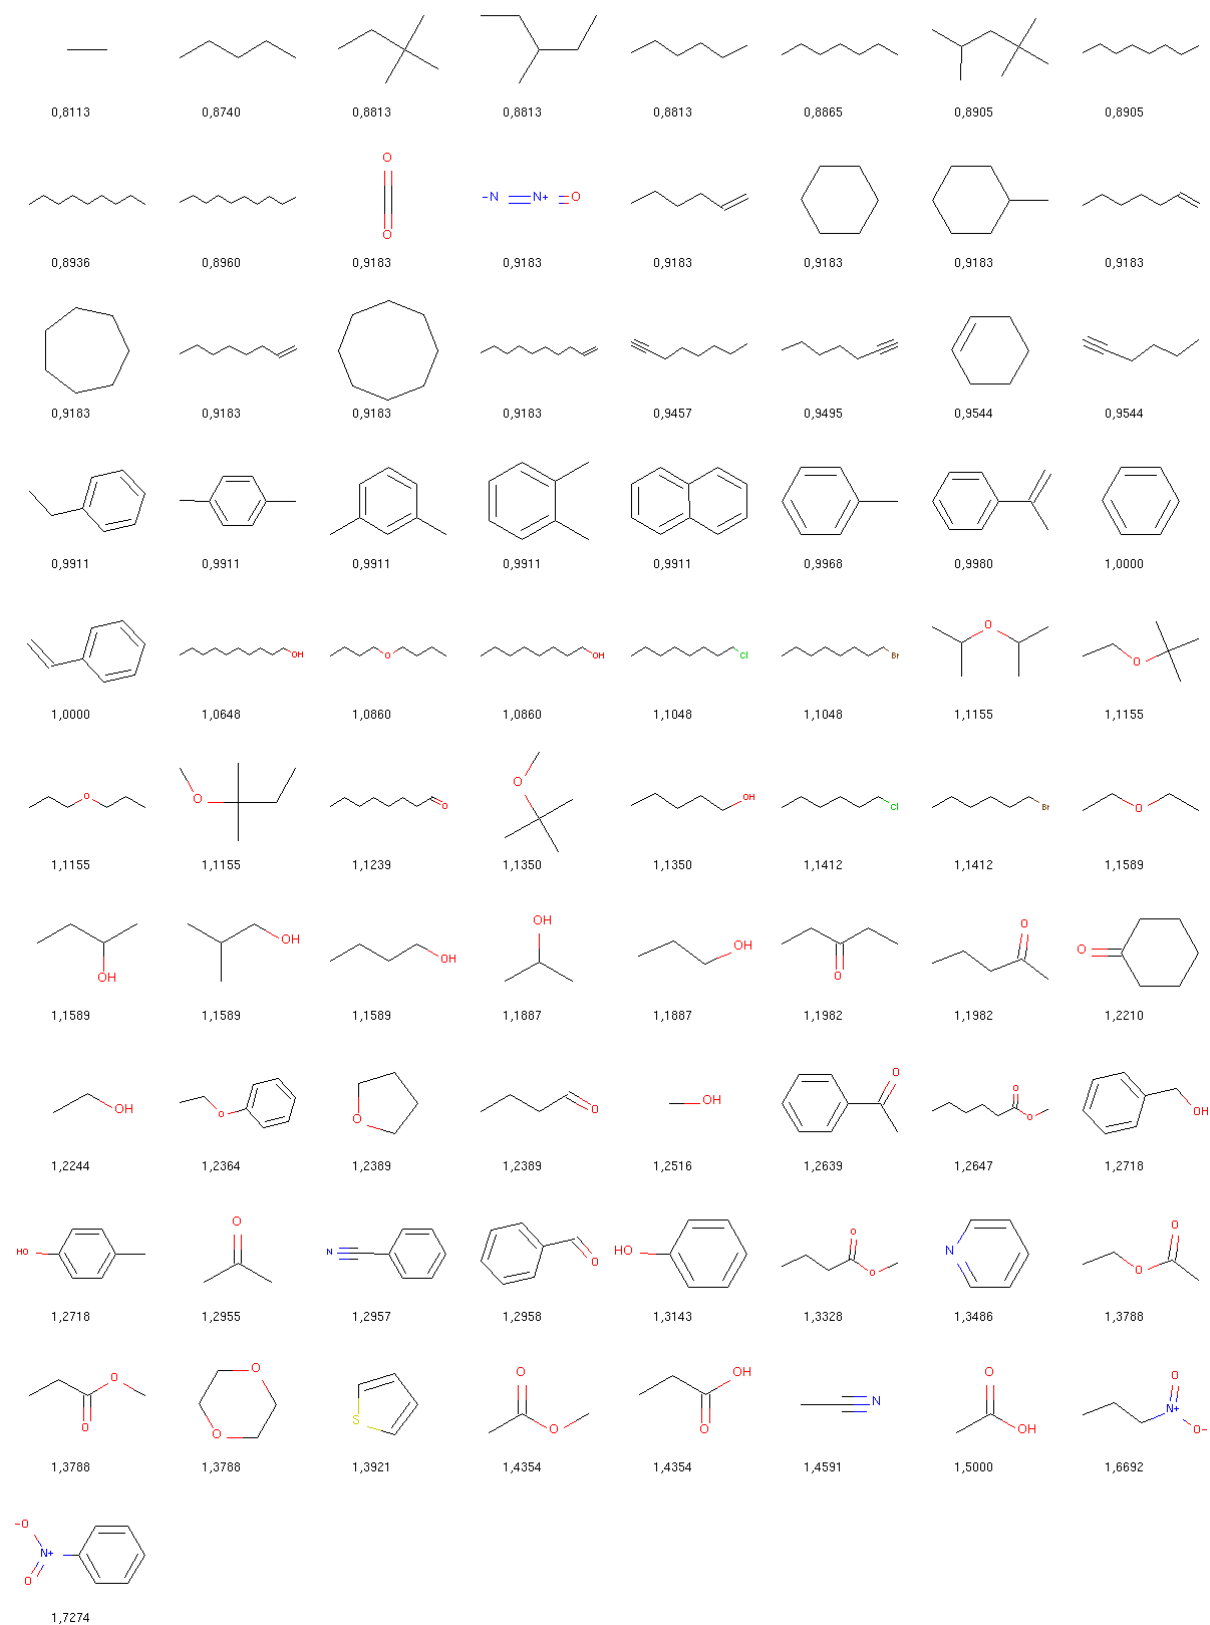 0,8113 0,8740 0,8813 0,8813 0,8813 0,8865 0,8905 0,8905
O
-N N+ O
O
0,8936 0,8960 0,9183 0,9183 0,9183 0,9183 0,9183 0,9183
0,9183 0,9183 0,9183 0,9183 0,9457 0,9495 0,9544 0,9544
0,9911 0,9911 0,9911 0,9911 0,9911 0,9968 0,9980 1,0000
OH O OH Cl Br O O
1,0000 1,0648 1,0860 1,0860 1,1048 1,1048 1,1155 1,1155
O O O O OH Cl Br O
1,1155 1,1155 1,1239 1,1350 1,1350 1,1412 1,1412 1,1589
OH OH OH OH OH O O O
1,1589 1,1589 1,1589 1,1887 1,1887 1,1982 1,1982 1,2210
OH O O O OH O O O OH
1,2244 1,2364 1,2389 1,2389 1,2516 1,2639 1,2647 1,2718
HO O N O HO O O N O O
1,2718 1,2955 1,2957 1,2958 1,3143 1,3328 1,3486 1,3788
O O O O S O O OH O N O OH O N+ O-
1,3788 1,3788 1,3921 1,4354 1,4354 1,4591 1,5000 1,6692
-O
N+
O
1,7274